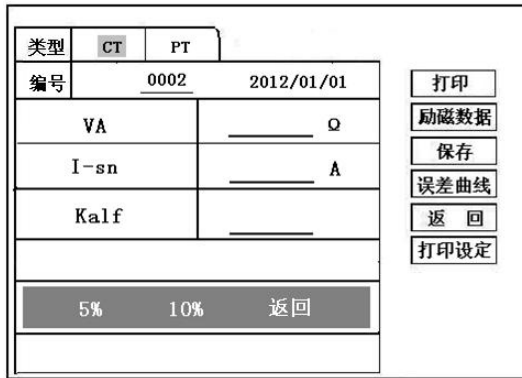 类型 CT PT
编号 0002 2012/01/01
VA Ω
I-sn A
Kalf
5% 10% 返回
打印
励磁数据
保存
误差曲线
返 回
打印设定